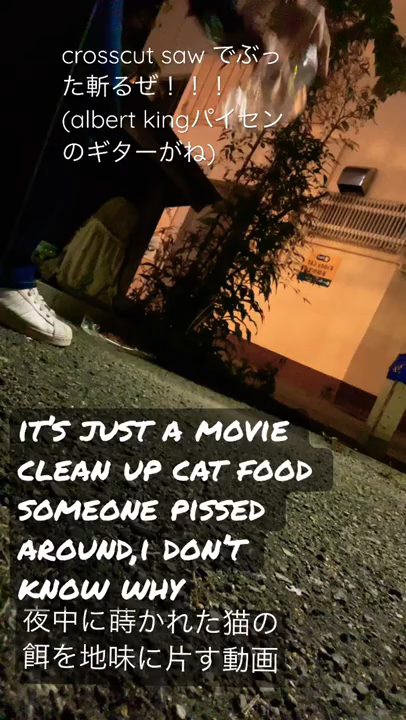 crosscut saw でぶっ
た斬るぜ！！！
(albert kingパイセン
のギターがね)
IT'S JUST A MOVIE
CLEAN UP CAT FOOD
SOMEONE PISSED
AROUND,I DON'T
KNOW WHY
夜中に蒔かれた猫の
餌を地味に片す動画